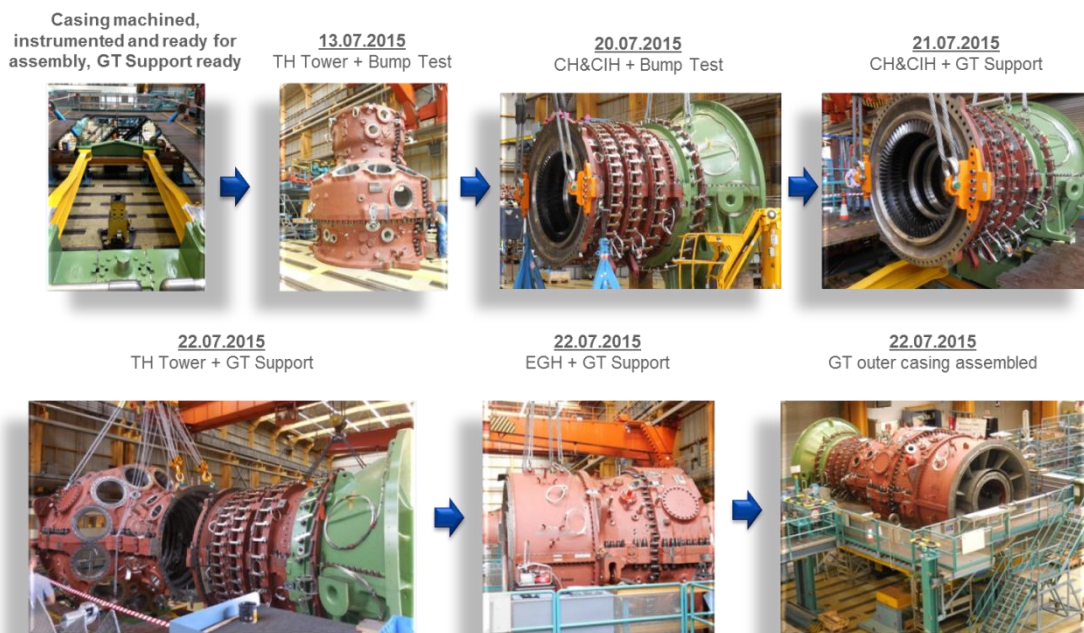 Casing machined,
instrumented and ready for
assembly, GT Support ready
13.07.2015
TH Tower + Bump Test
20.07.2015
CH&CIH + Bump Test
21.07.2015
CH&CIH + GT Support
22.07.2015
TH Tower + GT Support
22.07.2015
EGH + GT Support
22.07.2015
GT outer casing assembled